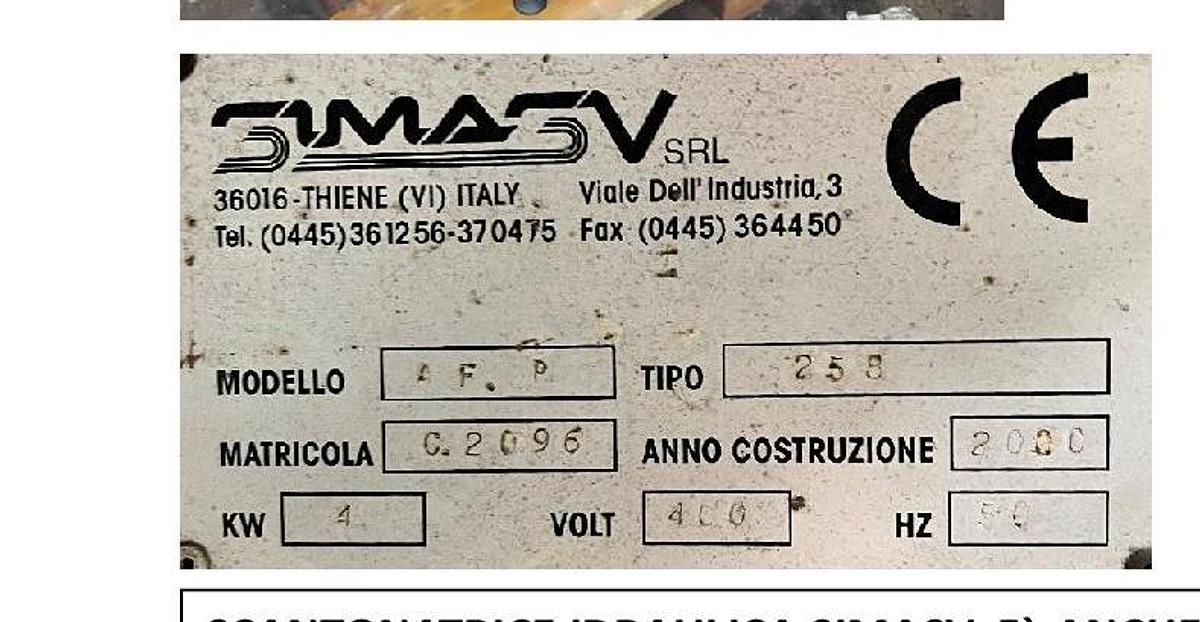 SIMASV SRL
CE
36016-THIENE (VI) ITALY Viale Dell' Industria, 3
Tel. (0445) 361256-370475 Fax (0445) 364450
MODELLO A F. P TIPO 258
MATRICOLA C.2096 ANNO COSTRUZIONE 2000
KW 4 VOLT 400 HZ 50